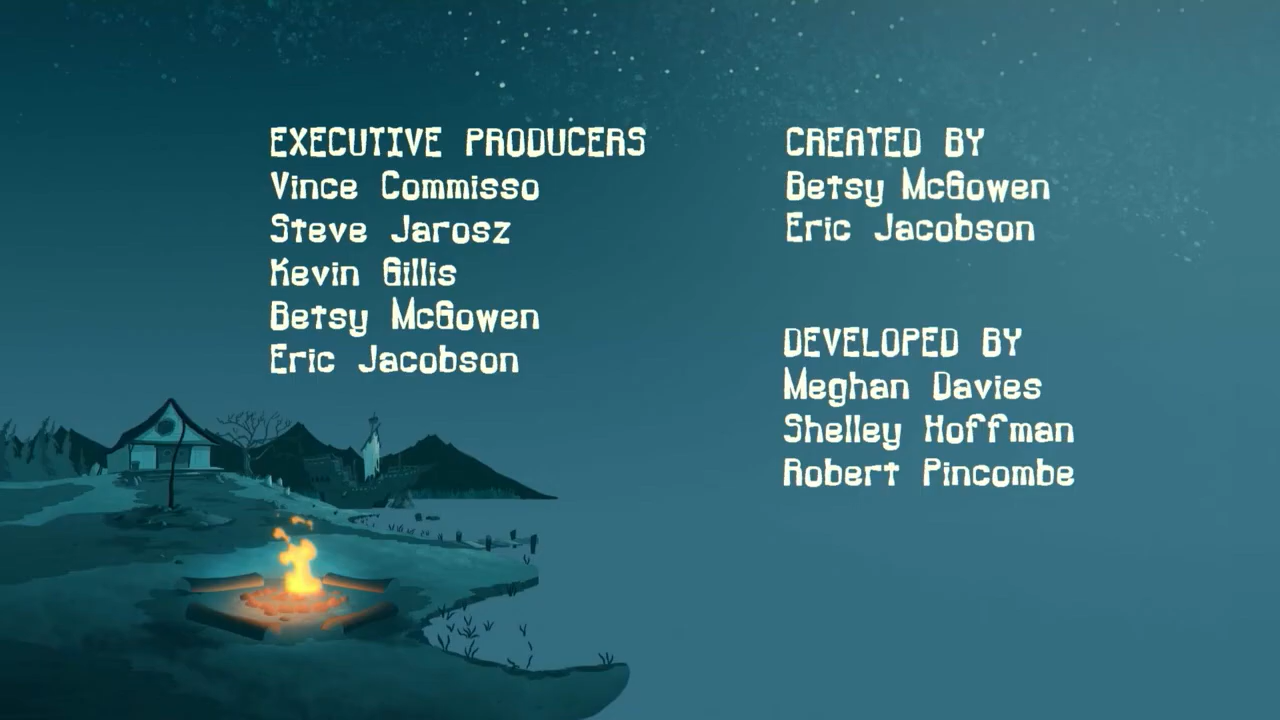 EXECUTIVE PRODUCERS
Vince Commisso
Steve Jarosz
Kevin Gillis
Betsy McGowen
Eric Jacobson
CREATED BY
Betsy McGowen
Eric Jacobson
DEVELOPED BY
Meghan Davies
Shelley Hoffman
Robert Pincombe